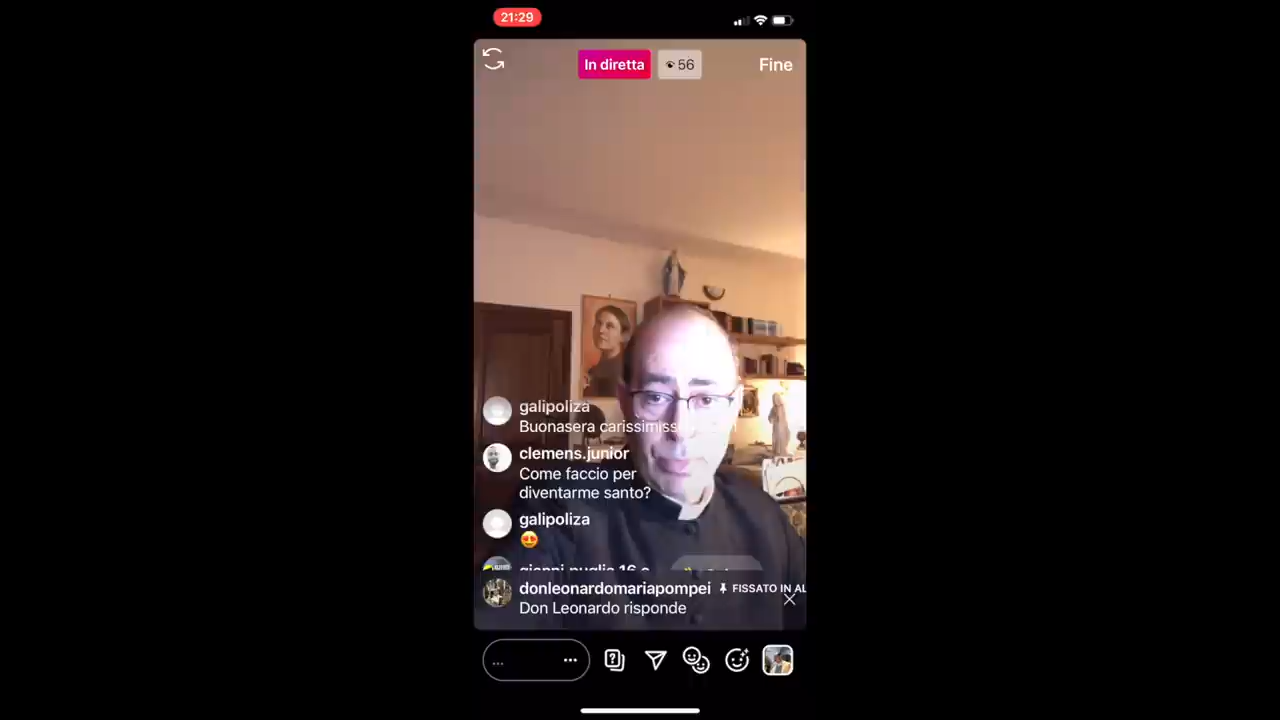 21:29
In diretta
56
Fine
galipoliza
Buonasera
clemens.junior
Come faccio per
diventarme santo?
galipoliza
donleonardomariapompei FISSATO IN AL
Don Leonardo risponde
...